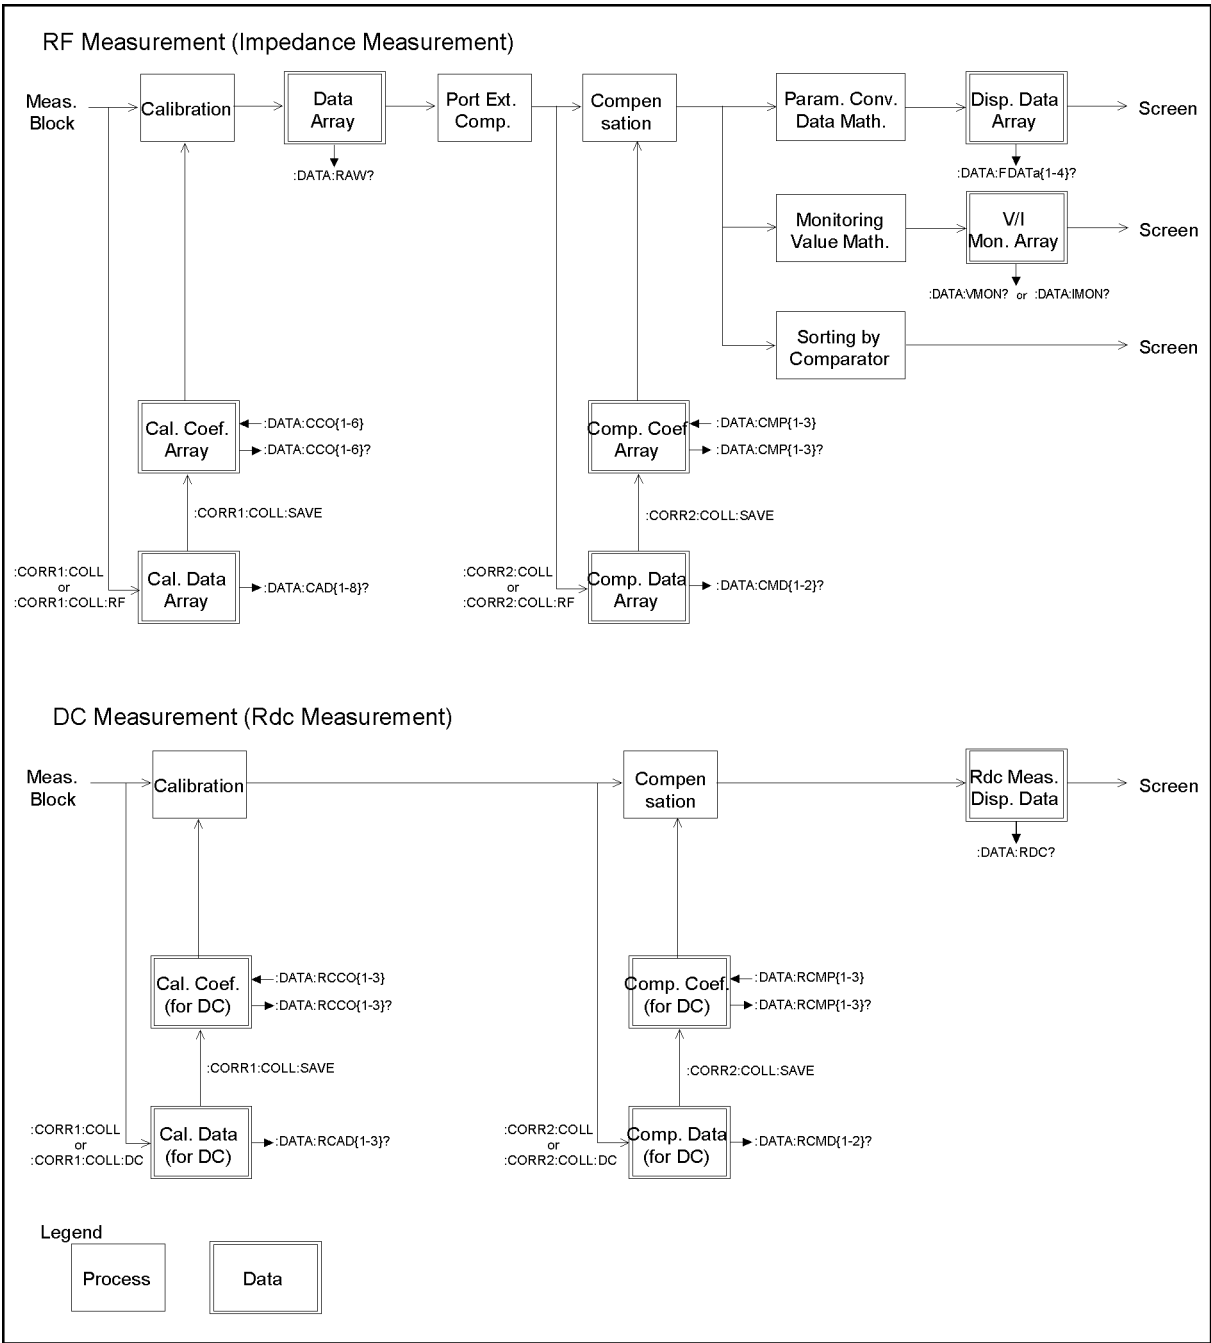 RF Measurement (Impedance Measurement)
Meas.
Block
Calibration
Data
Array
:DATA:RAW?
Port Ext.
Comp.
Compen
sation
Param. Conv.
Data Math.
Disp. Data
Array
Screen
:DATA:FDATa{1-4}?
Monitoring
Value Math.
V/I
Mon. Array
Screen
:DATA:VMON? or :DATA:IMON?
Sorting by
Comparator
Screen
Cal. Coef.
Array
:DATA:CCO{1-6}
:DATA:CCO{1-6}?
Comp. Coef
Array
:DATA:CMP{1-3}
:DATA:CMP{1-3}?
:CORR1:COLL:SAVE
:CORR2:COLL:SAVE
:CORR1:COLL
or
:CORR1:COLL:RF
Cal. Data
Array
:DATA:CAD{1-8}?
:CORR2:COLL
or
:CORR2:COLL:RF
Comp. Data
Array
:DATA:CMD{1-2}?
DC Measurement (Rdc Measurement)
Meas.
Block
Calibration
Compen
sation
Rdc Meas.
Disp. Data
Screen
:DATA:RDC?
Cal. Coef.
(for DC)
:DATA:RCCO{1-3}
:DATA:RCCO{1-3}?
Comp. Coef.
(for DC)
:DATA:RCMP{1-3}
:DATA:RCMP{1-3}?
:CORR1:COLL:SAVE
:CORR2:COLL:SAVE
:CORR1:COLL
or
:CORR1:COLL:DC
Cal. Data
(for DC)
:DATA:RCAD{1-3}?
:CORR2:COLL
or
:CORR2:COLL:DC
Comp. Data
(for DC)
:DATA:RCMD{1-2}?
Legend
Process
Data